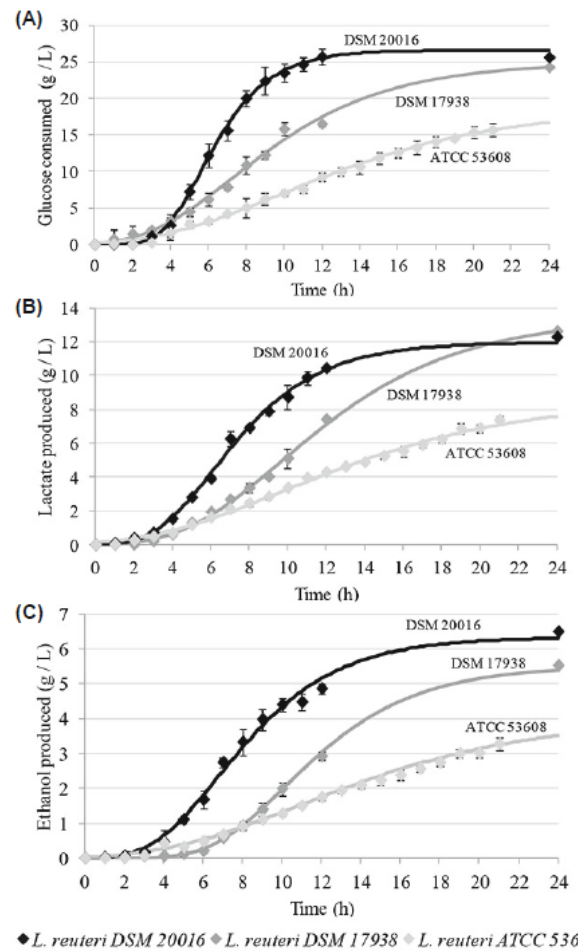 (A)
Glucose consumed (g / L)
30
25
20
15
10
5
0
DSM 20016
DSM 17938
ATCC 53608
0 2 4 6 8 10 12 14 16 18 20 22 24
Time (h)
(B)
Lactate produced (g / L)
14
12
10
8
6
4
2
0
DSM 20016
DSM 17938
ATCC 53608
0 2 4 6 8 10 12 14 16 18 20 22 24
Time (h)
(C)
Ethanol produced (g / L)
7
6
5
4
3
2
1
0
DSM 20016
DSM 17938
ATCC 53608
0 2 4 6 8 10 12 14 16 18 20 22 24
Time (h)
L. reuteri DSM 20016 L. reuteri DSM 17938 L. reuteri ATCC 536